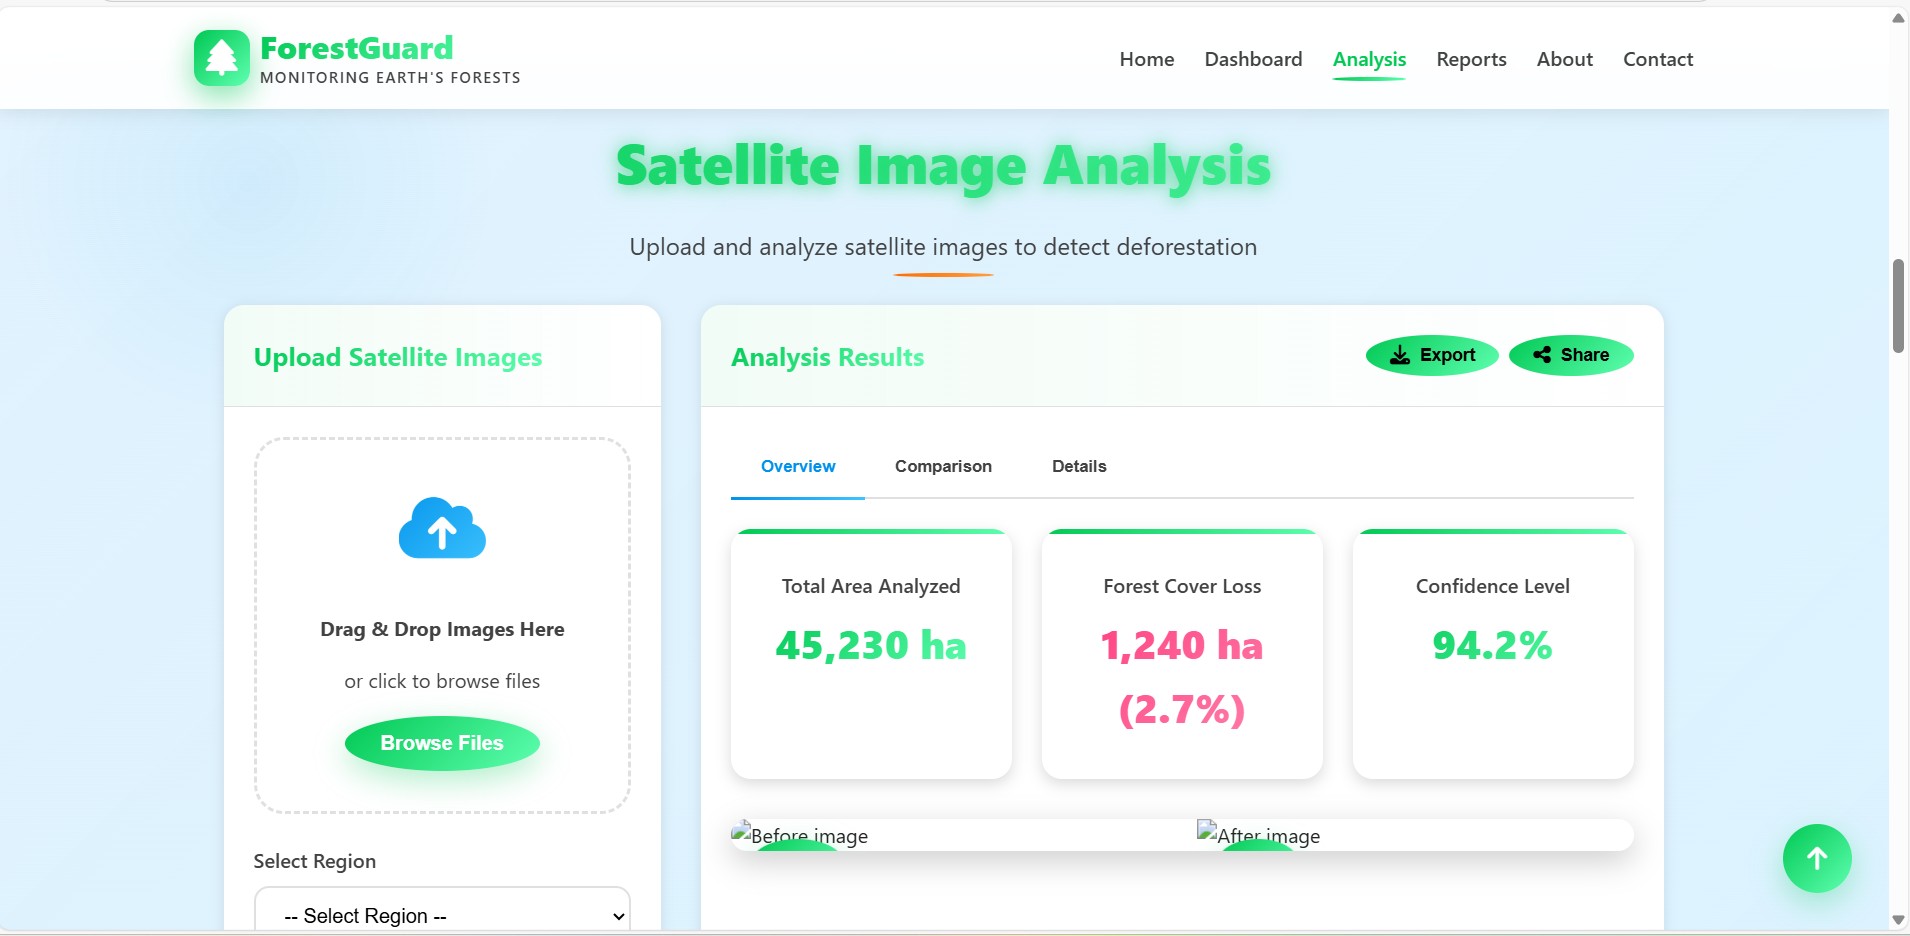 ForestGuard
MONITORING EARTH'S FORESTS
Home Dashboard Analysis Reports About Contact
Satellite Image Analysis
Upload and analyze satellite images to detect deforestation
Upload Satellite Images
Drag & Drop Images Here
or click to browse files
Browse Files
Select Region
-- Select Region --
Analysis Results
Export Share
Overview Comparison Details
Total Area Analyzed
45,230 ha
Forest Cover Loss
1,240 ha
(2.7%)
Confidence Level
94.2%
Before image
After image